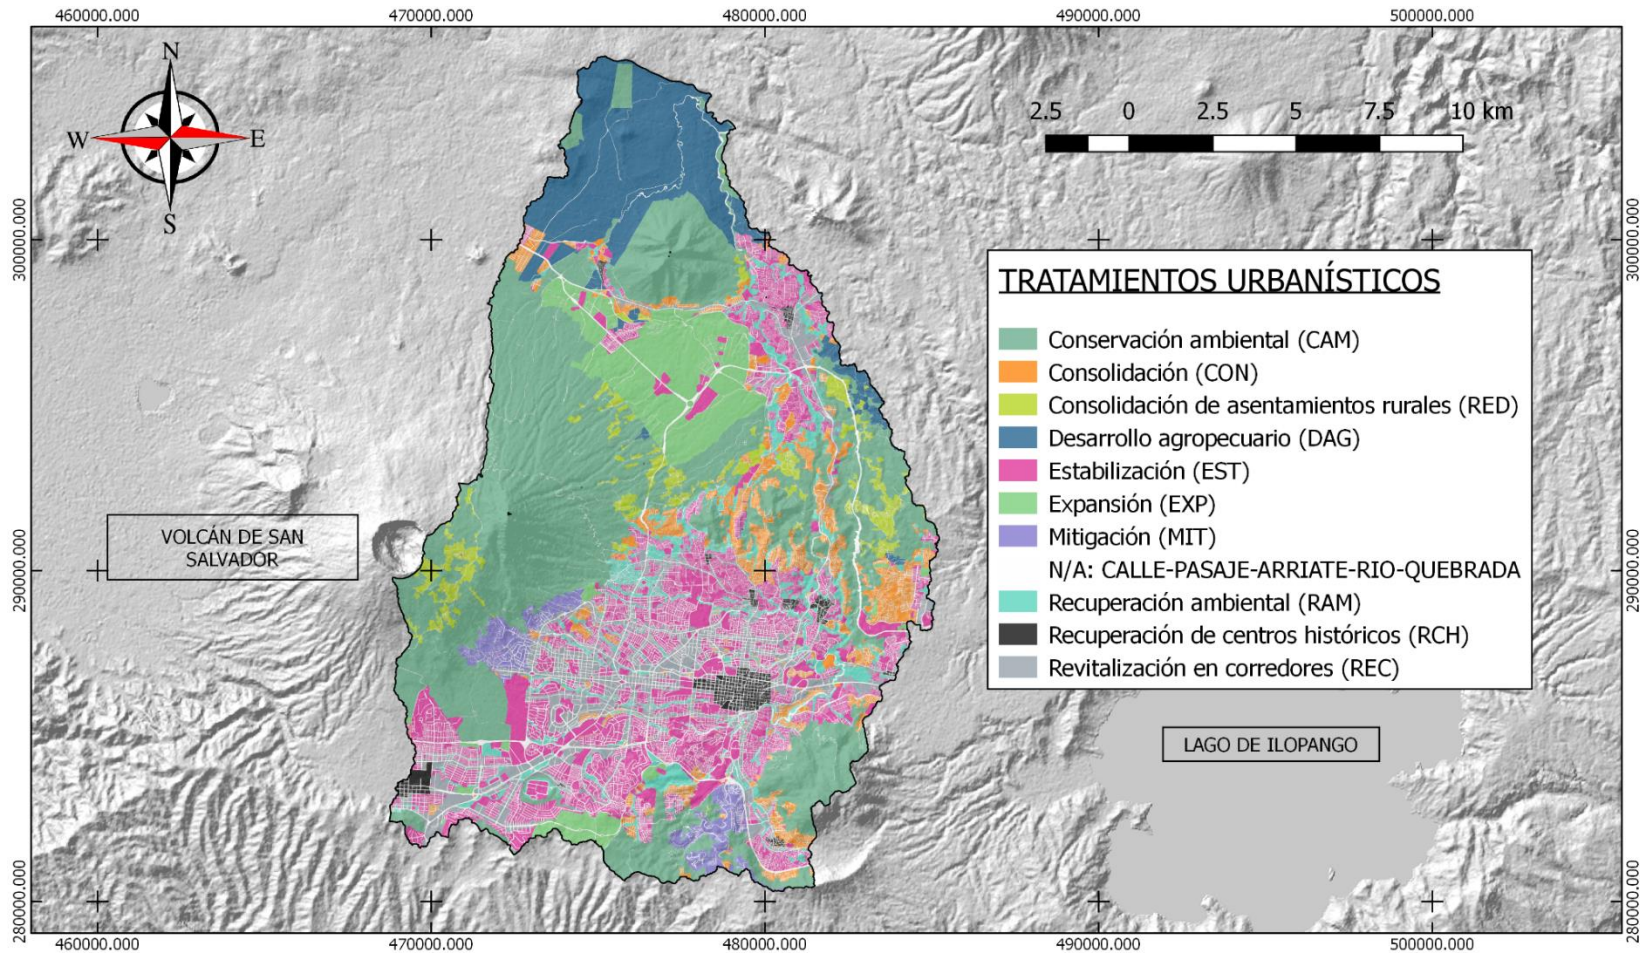 460000.000
470000.000
480000.000
490000.000
500000.000
N
W
E
S
2.5 0 2.5 5 7.5 10 km
300000.000
300000.000
TRATAMIENTOS URBANÍSTICOS
Conservación ambiental (CAM)
Consolidación (CON)
Consolidación de asentamientos rurales (RED)
Desarrollo agropecuario (DAG)
Estabilización (EST)
Expansión (EXP)
Mitigación (MIT)
N/A: CALLE-PASAJE-ARRIATE-RIO-QUEBRADA
Recuperación ambiental (RAM)
Recuperación de centros históricos (RCH)
Revitalización en corredores (REC)
VOLCÁN DE SAN
SALVADOR
290000.000
290000.000
LAGO DE ILOPANGO
280000.000
280000.000
460000.000
470000.000
480000.000
490000.000
500000.000